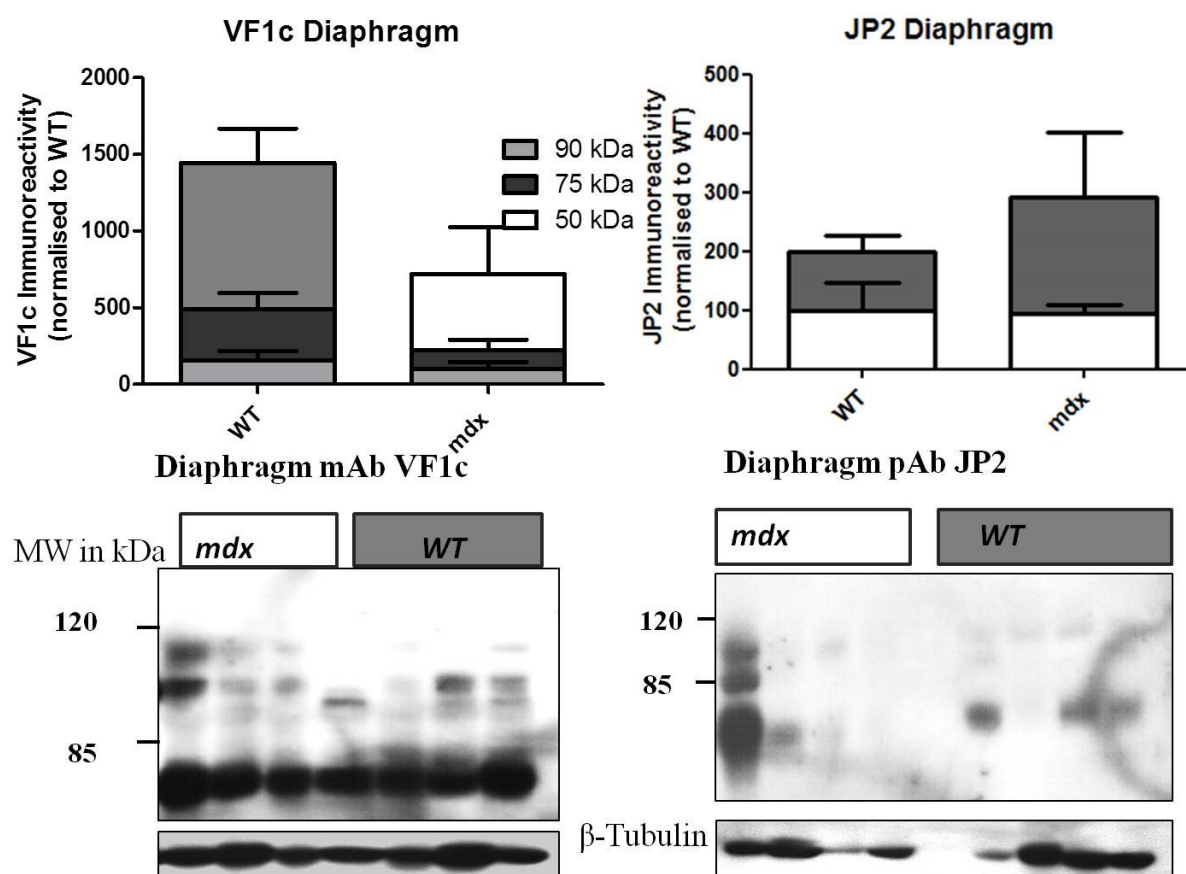 VF1c Diaphragm
VF1c Immunoreactivity
(normalised to WT)
2000
1500
1000
500
0
90 kDa
75 kDa
50 kDa
WT
mdx
JP2 Diaphragm
JP2 Immunoreactivity
(normalised to WT)
500
400
300
200
100
0
WT
mdx
Diaphragm mAb VF1c
MW in kDa
mdx
WT
120
85
Diaphragm pAb JP2
mdx
WT
120
85
β-Tubulin